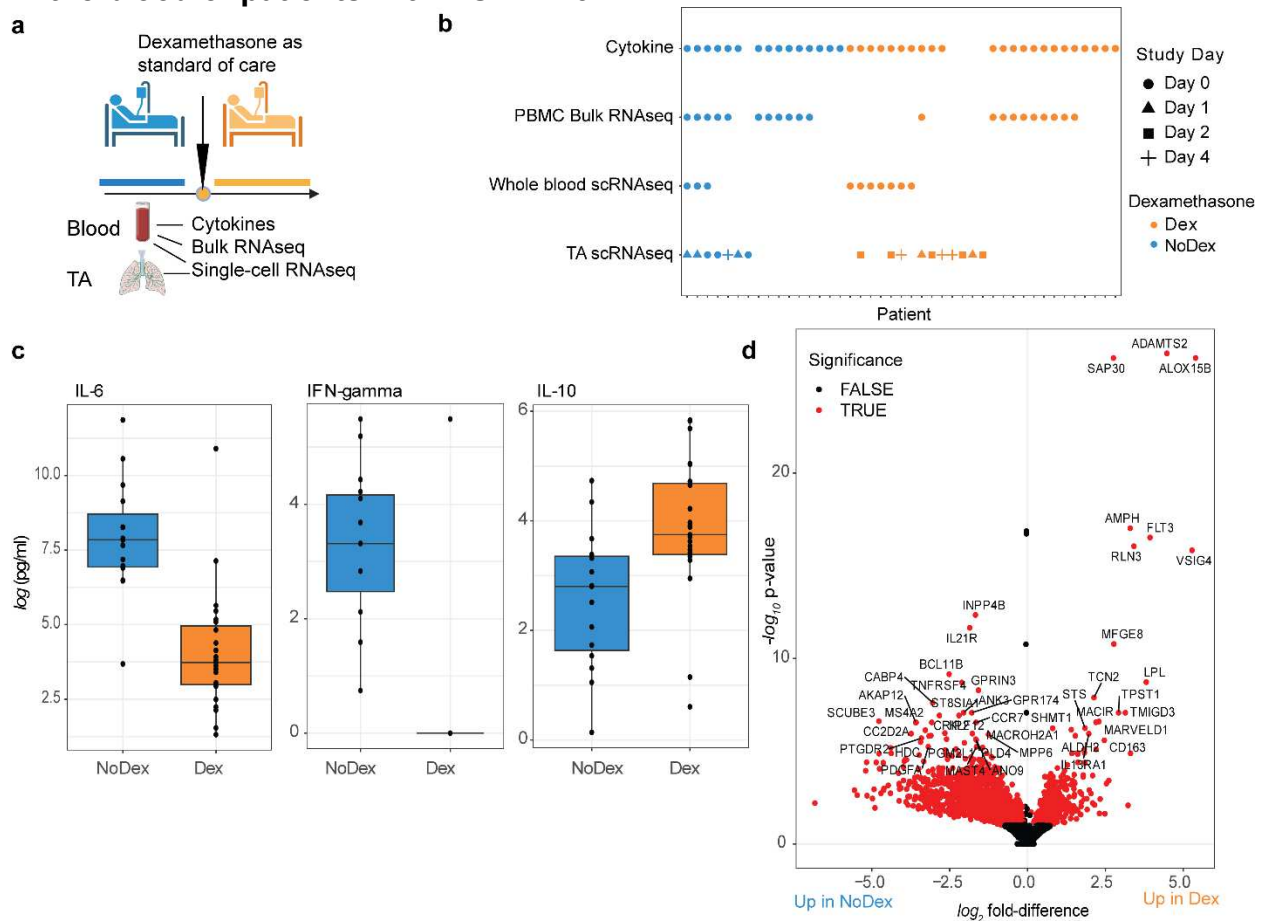 a
Dexamethasone as
standard of care
Blood
TA
Cytokines
Bulk RNAseq
Single-cell RNAseq
b
Cytokine
PBMC Bulk RNAseq
Whole blood scRNAseq
TA scRNAseq
Patient
Study Day
Day 0
Day 1
Day 2
Day 4
Dexamethasone
Dex
NoDex
c
IL-6
IFN-gamma
IL-10
log (pg/ml)
10.0
7.5
5.0
2.5
NoDex
Dex
4
2
0
NoDex
Dex
6
4
2
0
NoDex
Dex
d
Significance
FALSE
TRUE
ADAMTS2
SAP30
ALOX15B
AMPH
FLT3
RLN3
VSIG4
INPP4B
IL21R
MFGE8
BCL11B
CABP4
TNFRSF4
GPRIN3
TCN2
LPL
AKAP12
ST8SIA1
ANK3
GPR174
STS
TPST1
SCUBE3
MS4A2
CCR7
SHMT1
MACIR
TMIGD3
CC2D2A
MACROH2A1
MARVELD1
PTGDR2
HDC
PGM2L1
PLD4
MPP6
ALDH2
CD163
PDGFA
MAST4
ANO9
IL13RA1
-log10 p-value
20
10
0
−5.0
−2.5
0.0
2.5
5.0
Up in NoDex
Up in Dex
log2 fold-difference